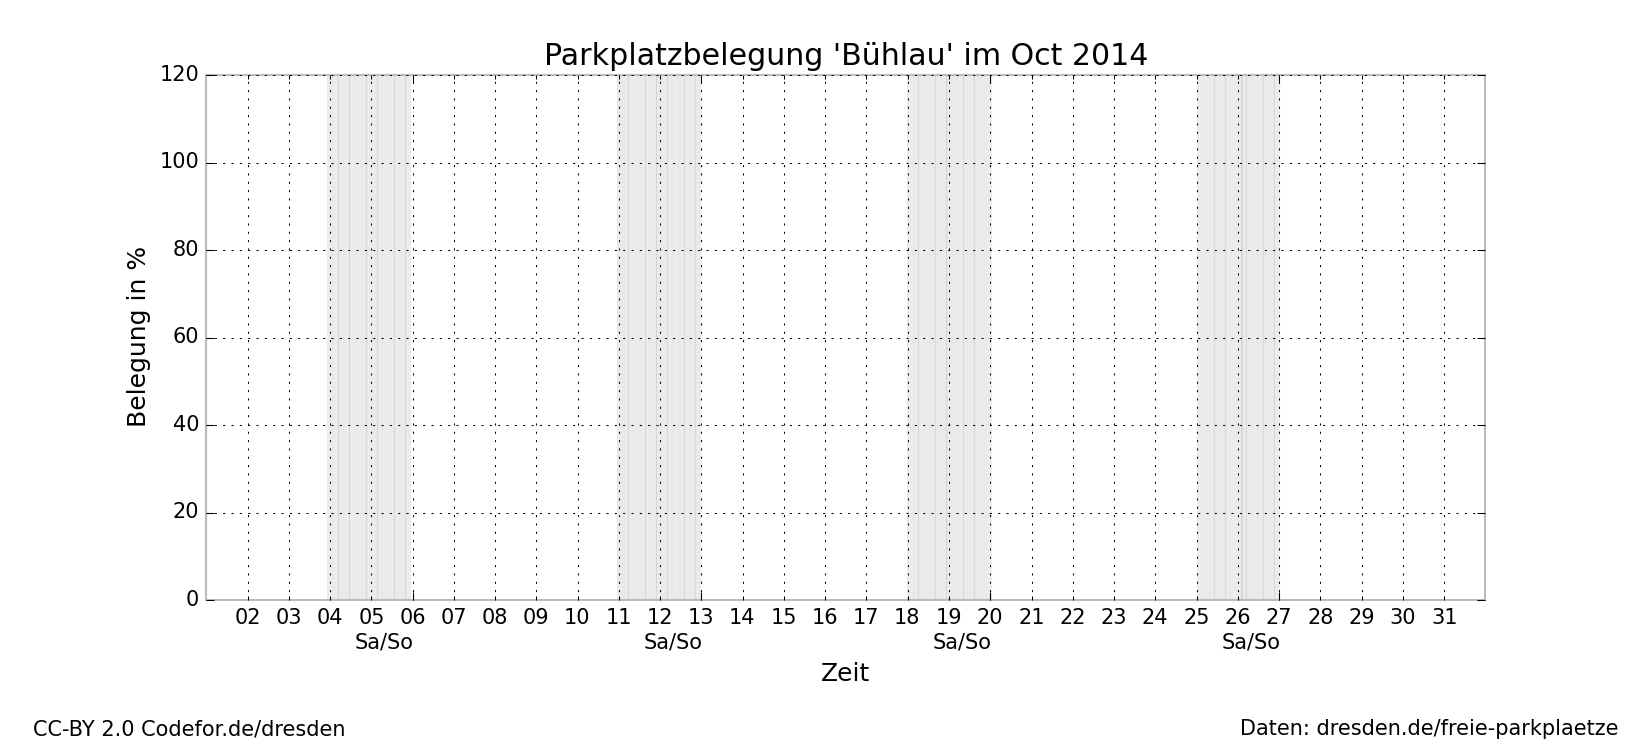 Parkplatzbelegung 'Bühlau' im Oct 2014
120
100
80
60
40
20
0
Belegung in %
02 03 04 05 06 07 08 09 10 11 12 13 14 15 16 17 18 19 20 21 22 23 24 25 26 27 28 29 30 31
Sa/So Sa/So Sa/So Sa/So
Zeit
CC-BY 2.0 Codefor.de/dresden
Daten: dresden.de/freie-parkplaetze